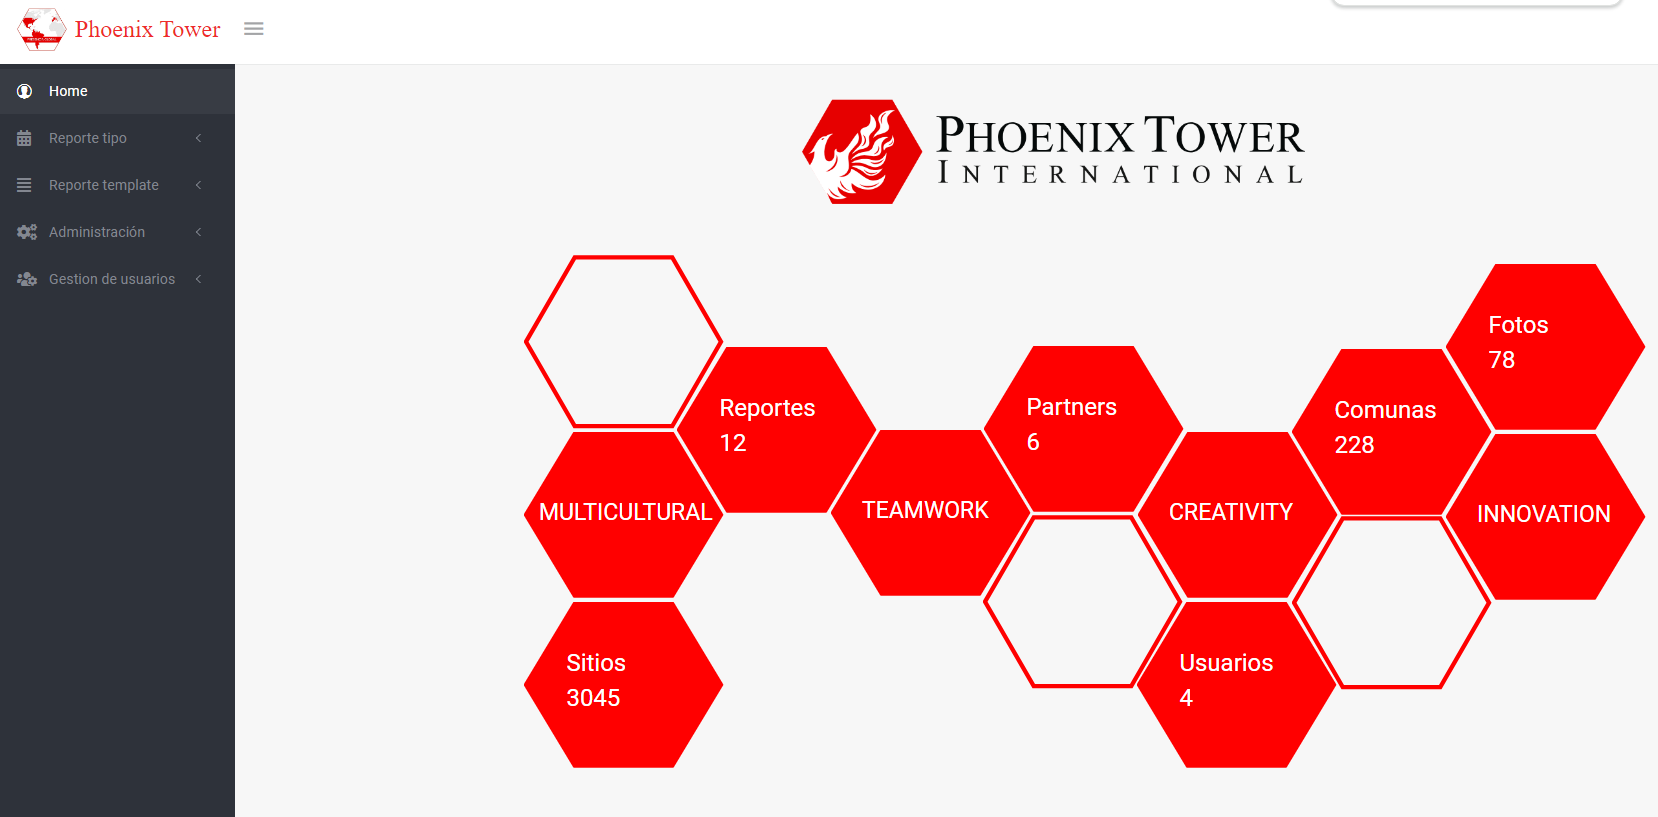 Phoenix Tower
Home
Reporte tipo
Reporte template
Administración
Gestion de usuarios
PHOENIX TOWER
INTERNATIONAL
Fotos
78
Reportes
12
Partners
6
Comunas
228
MULTICULTURAL
TEAMWORK
CREATIVITY
INNOVATION
Sitios
3045
Usuarios
4